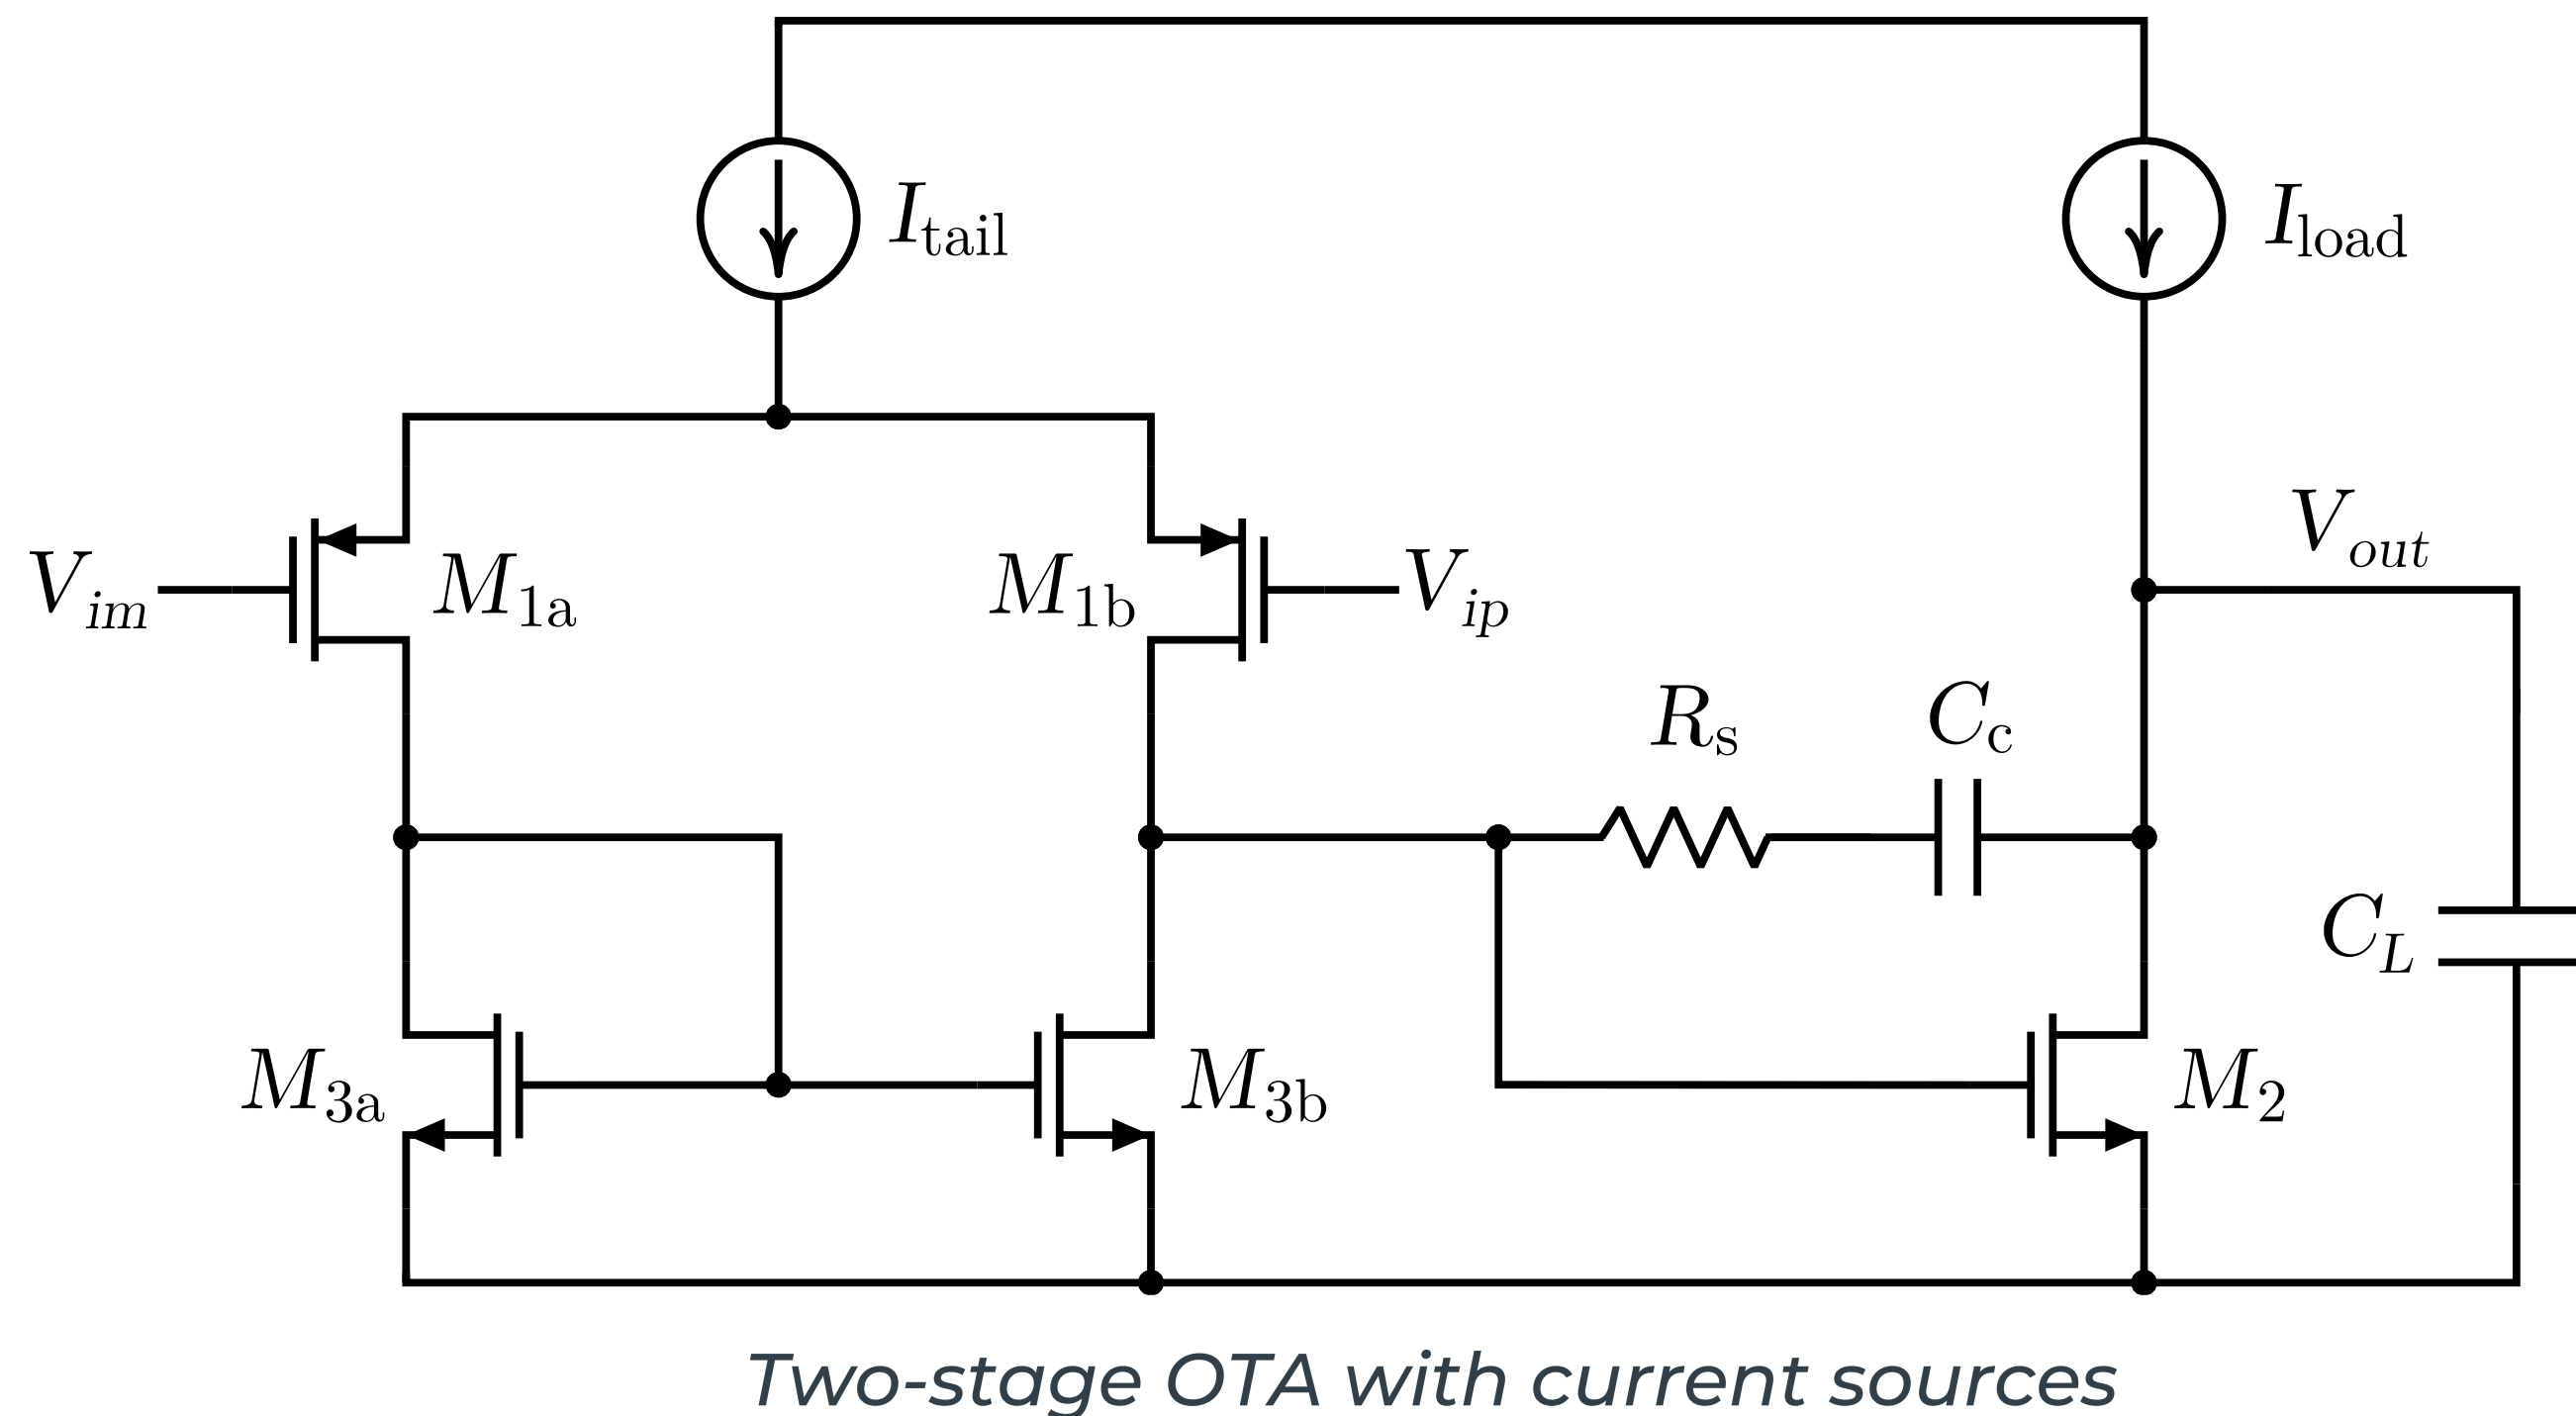 I_tail
I_load
V_out
V_im
M_1a
M_1b
V_ip
R_s
C_c
C_L
M_3a
M_3b
M_2
Two-stage OTA with current sources